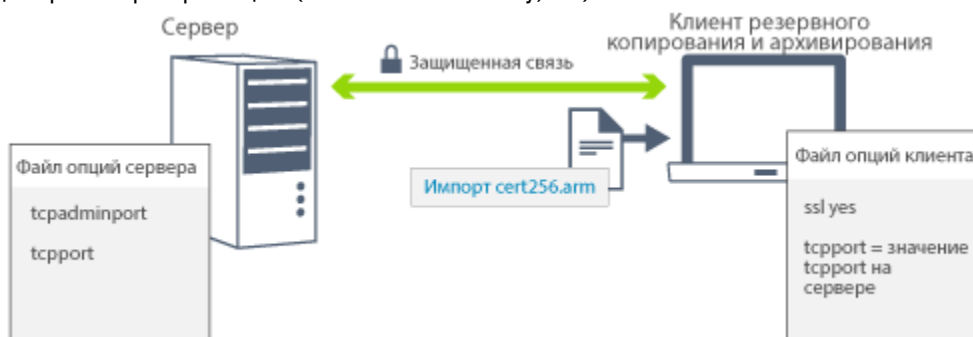 Сервер
Клиент резервного
копирования и архивирования
Защищенная связь
Файл опций сервера
tcpadminport
tcpport
Импорт cert256.arm
Файл опций клиента
ssl yes
tcpport = значение
tcpport на
сервере